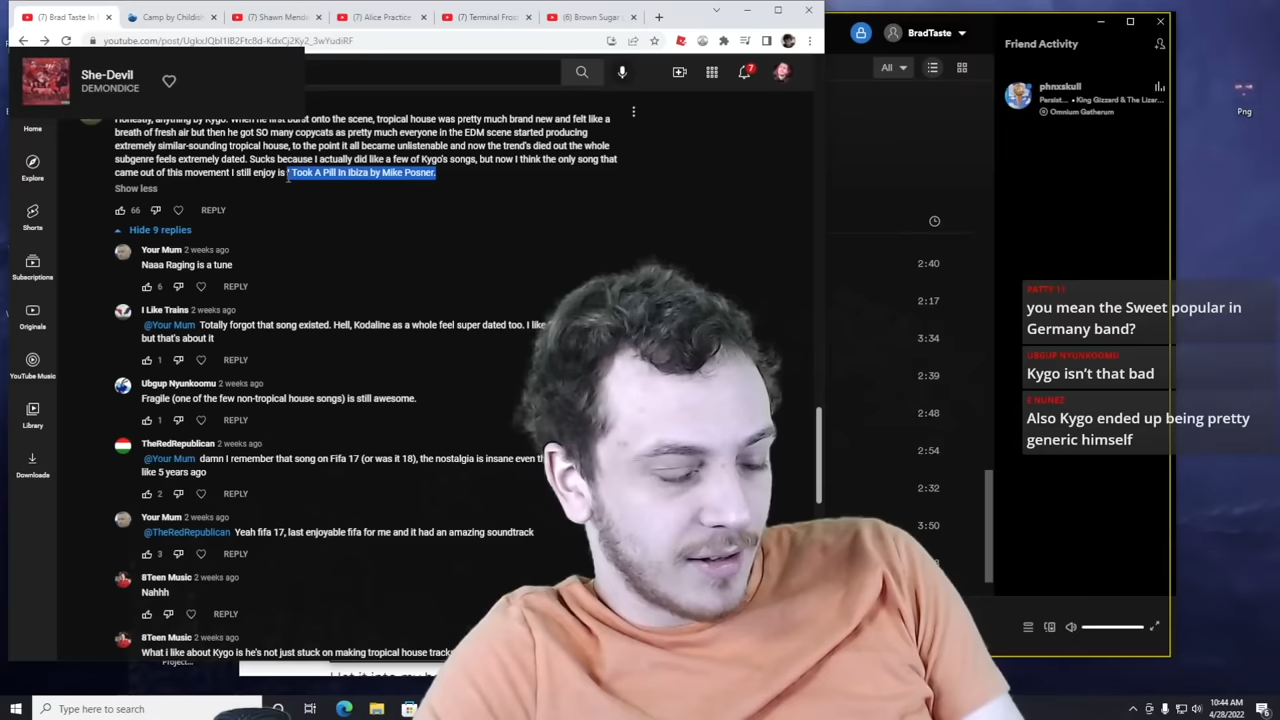 (7) Brad Taste In
Camp by Childish
(7) Shawn Mende
(7) Alice Practice
(7) Terminal Fros
(6) Brown Sugar
youtube.com/post/UgkxJQbl1IB2Ftc8d-KdxCj2Ky2_3wYudiRF
BradTaste
Friend Activity
She-Devil
DEMONDICE
All
7
phnxskull
Persist... • King Gizzard & The Lizar...
Omnium Gatherum
Png
Home
Explore
Shorts
Subscriptions
Originals
YouTube Music
Library
Downloads
Honestly, anything by Kygo. When he first burst onto the scene, tropical house was pretty much brand new and felt like a
breath of fresh air but then he got SO many copycats as pretty much everyone in the EDM scene started producing
extremely similar-sounding tropical house, to the point it all became unlistenable and now the trend's died out the whole
subgenre feels extremely dated. Sucks because I actually did like a few of Kygo's songs, but now I think the only song that
came out of this movement I still enjoy is I Took A Pill In Ibiza by Mike Posner.
Show less
66 REPLY
Hide 9 replies
Your Mum 2 weeks ago
Naaa Raging is a tune
6 REPLY
I Like Trains 2 weeks ago
@Your Mum Totally forgot that song existed. Hell, Kodaline as a whole feel super dated too. I like
but that's about it
1 REPLY
Ubgup Nyunkoomu 2 weeks ago
Fragile (one of the few non-tropical house songs) is still awesome.
1 REPLY
TheRedRepublican 2 weeks ago
@Your Mum damn I remember that song on Fifa 17 (or was it 18), the nostalgia is insane even th
like 5 years ago
2 REPLY
Your Mum 2 weeks ago
@TheRedRepublican Yeah fifa 17, last enjoyable fifa for me and it had an amazing soundtrack
3 REPLY
8Teen Music 2 weeks ago
Nahhh
REPLY
8Teen Music 2 weeks ago
What i like about Kygo is he's not just stuck on making tropical house tracks
2:40
2:17
3:34
2:39
2:48
2:54
2:32
3:50
PATTY 11
you mean the Sweet popular in
Germany band?
UBGUP NYUNKOOMU
Kygo isn't that bad
E NUNEZ
Also Kygo ended up being pretty
generic himself
Project...
Type here to search
10:44 AM
4/28/2022